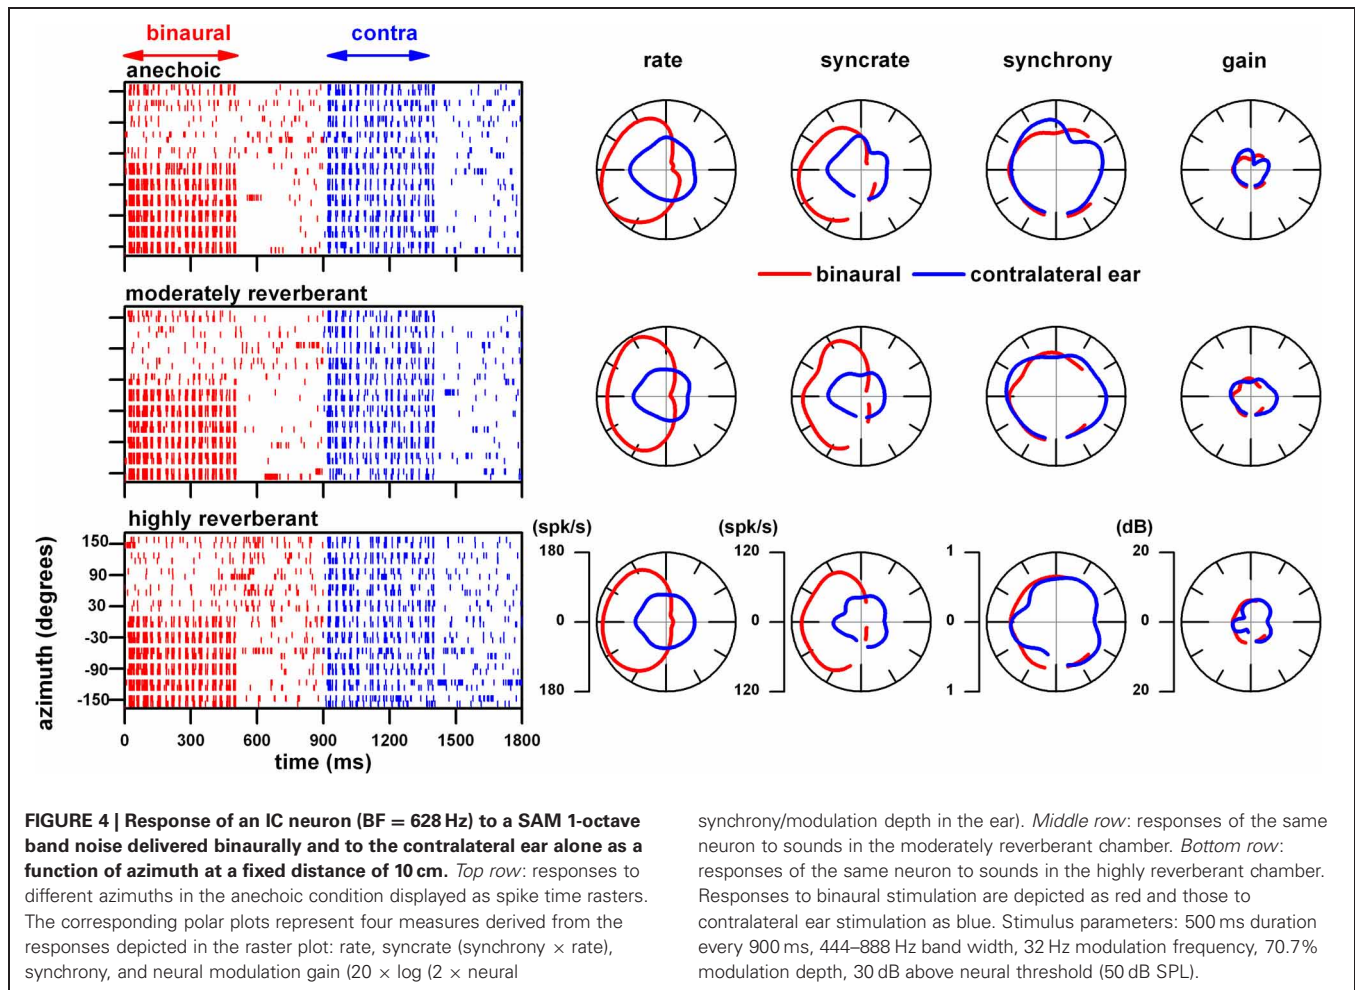 binaural
contra
rate
syncrate
synchrony
gain
anechoic
binaural
contralateral ear
moderately reverberant
highly reverberant
(spk/s)
(spk/s)
(dB)
azimuth (degrees)
150
90
30
-30
-90
-150
180
0
180
120
0
120
1
0
1
20
0
20
0
300
600
900
1200
1500
1800
time (ms)
FIGURE 4 | Response of an IC neuron (BF = 628 Hz) to a SAM 1-octave
band noise delivered binaurally and to the contralateral ear alone as a
function of azimuth at a fixed distance of 10 cm. Top row: responses to
different azimuths in the anechoic condition displayed as spike time rasters.
The corresponding polar plots represent four measures derived from the
responses depicted in the raster plot: rate, syncrate (synchrony × rate),
synchrony, and neural modulation gain (20 × log (2 × neural
synchrony/modulation depth in the ear). Middle row: responses of the same
neuron to sounds in the moderately reverberant chamber. Bottom row:
responses of the same neuron to sounds in the highly reverberant chamber.
Responses to binaural stimulation are depicted as red and those to
contralateral ear stimulation as blue. Stimulus parameters: 500 ms duration
every 900 ms, 444–888 Hz band width, 32 Hz modulation frequency, 70.7%
modulation depth, 30 dB above neural threshold (50 dB SPL).